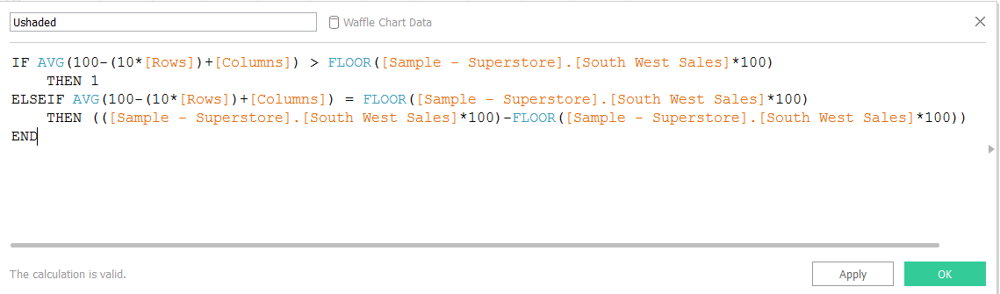 Ushaded
Waffle Chart Data
IF AVG(100-(10*[Rows])+[Columns]) > FLOOR([Sample - Superstore].[South West Sales]*100)
THEN 1
ELSEIF AVG(100-(10*[Rows])+[Columns]) = FLOOR([Sample - Superstore].[South West Sales]*100)
THEN (([Sample - Superstore].[South West Sales]*100)-FLOOR([Sample - Superstore].[South West Sales]*100))
END
The calculation is valid.
Apply
OK